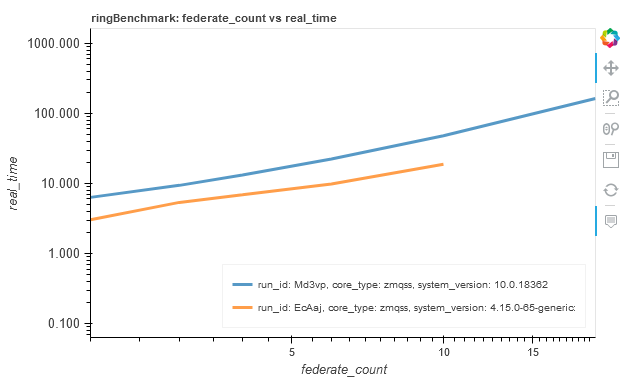 ringBenchmark: federate_count vs real_time
1000.000
100.000
10.000
1.000
0.100
real_time
run_id: Md3vp, core_type: zmqss, system_version: 10.0.18362
run_id: EcAaj, core_type: zmqss, system_version: 4.15.0-65-generic:
5
10
15
federate_count